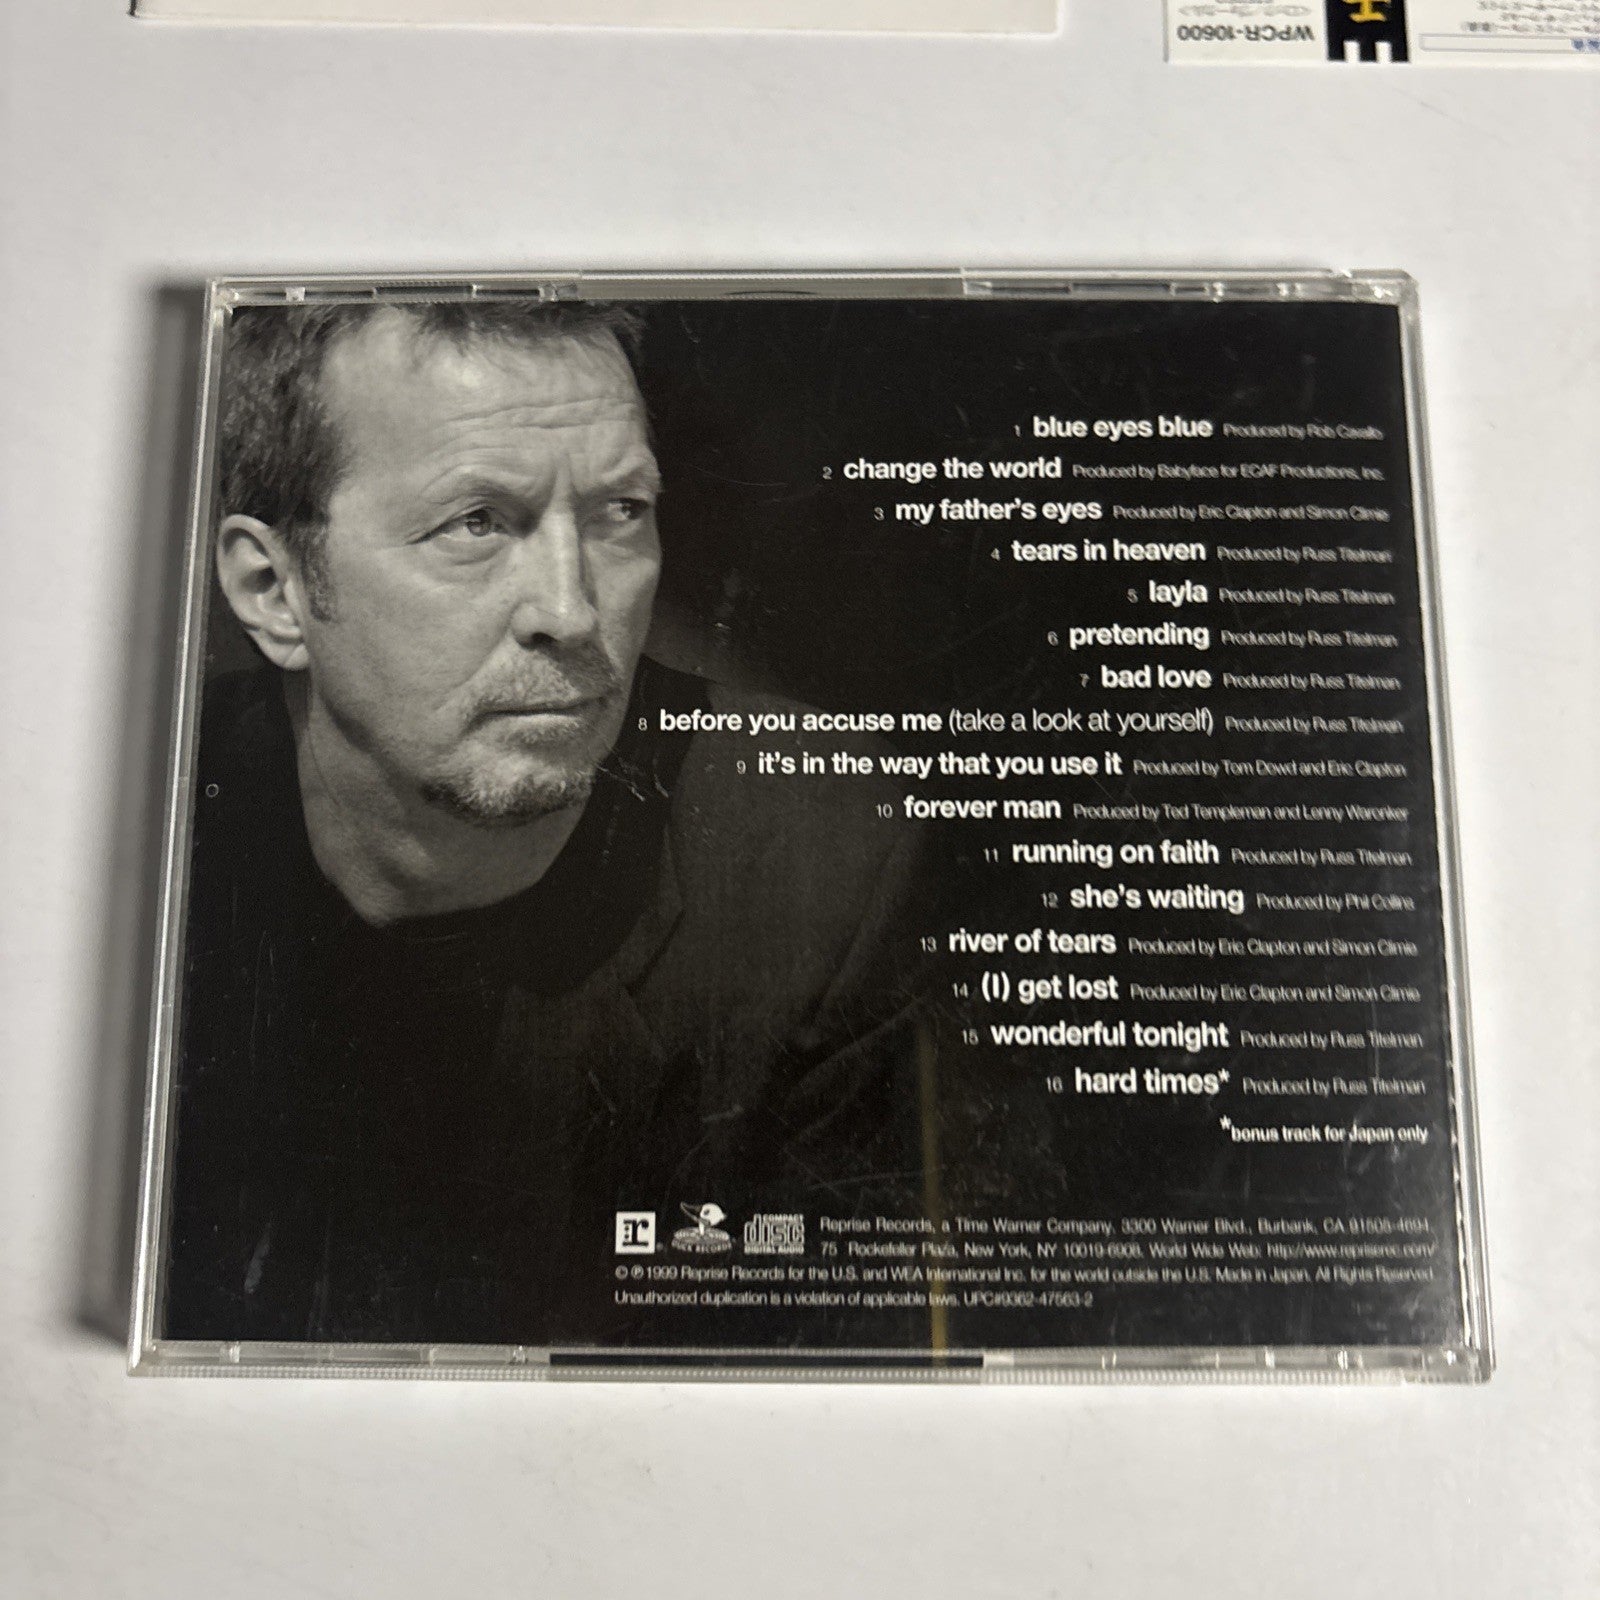 WPCR-10600
1 blue eyes blue Produced by Rob Cavallo
2 change the world Produced by Babyface for ECAF Productions, Inc.
3 my father's eyes Produced by Eric Clapton and Simon Climie
4 tears in heaven Produced by Russ Titelman
5 layla Produced by Russ Titelman
6 pretending Produced by Russ Titelman
7 bad love Produced by Russ Titelman
8 before you accuse me (take a look at yourself) Produced by Russ Titelman
9 it's in the way that you use it Produced by Tom Dowd and Eric Clapton
10 forever man Produced by Ted Templeman and Lenny Waronker
11 running on faith Produced by Russ Titelman
12 she's waiting Produced by Phil Collins
13 river of tears Produced by Eric Clapton and Simon Climie
14 (I) get lost Produced by Eric Clapton and Simon Climie
15 wonderful tonight Produced by Russ Titelman
16 hard times* Produced by Russ Titelman
*bonus track for Japan only
r
DUCK RECORDS
COMPACT disc DIGITAL AUDIO
Reprise Records, a Time Warner Company. 3300 Warner Blvd., Burbank, CA 91505-4694.
75 Rockefeller Plaza, New York, NY 10019-6908. World Wide Web: http://www.repriserec.com/
© ℗ 1999 Reprise Records for the U.S. and WEA International Inc. for the world outside the U.S. Made in Japan. All Rights Reserved.
Unauthorized duplication is a violation of applicable laws. UPC#9362-47563-2